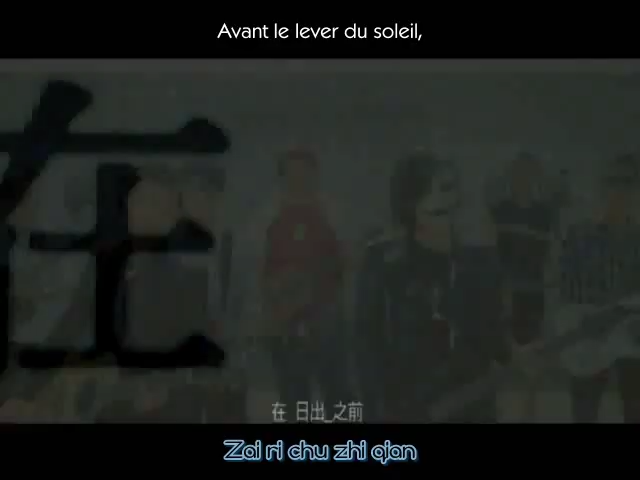 Avant le lever du soleil,
在
在 日出_之前
Zai ri chu zhi qian